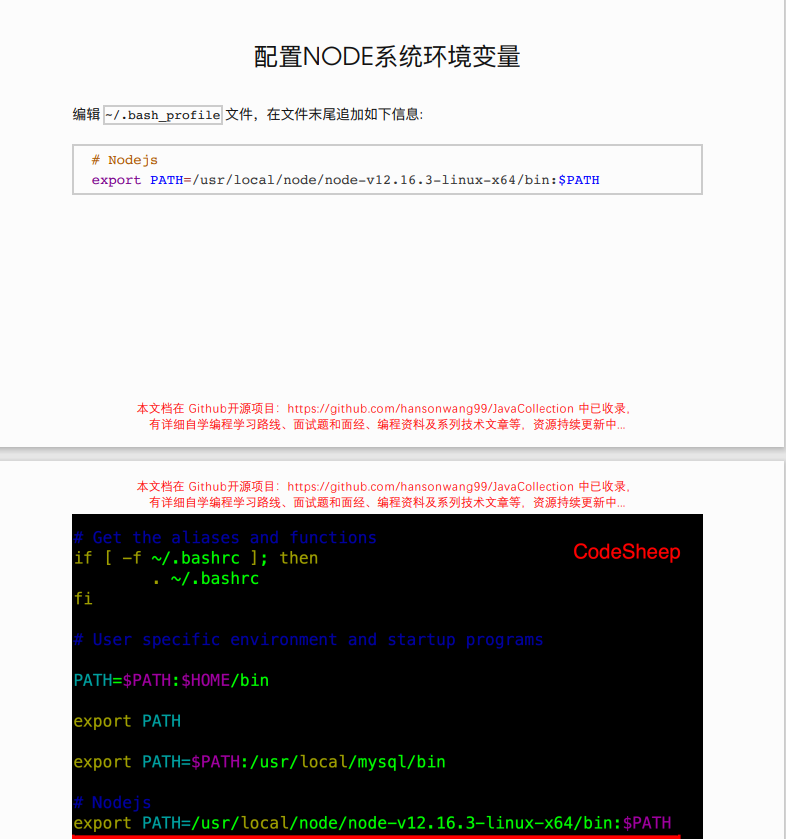 配置NODE系统环境变量
编辑 ~/.bash_profile 文件，在文件末尾追加如下信息:
# Nodejs
export PATH=/usr/local/node/node-v12.16.3-linux-x64/bin:$PATH
本文档在 Github开源项目：https://github.com/hansonwang99/JavaCollection 中已收录，
有详细自学编程学习路线、面试题和面经、编程资料及系列技术文章等，资源持续更新中...
本文档在 Github开源项目：https://github.com/hansonwang99/JavaCollection 中已收录，
有详细自学编程学习路线、面试题和面经、编程资料及系列技术文章等，资源持续更新中...
# Get the aliases and functions
if [ -f ~/.bashrc ]; then
CodeSheep
. ~/.bashrc
fi
# User specific environment and startup programs
PATH=$PATH:$HOME/bin
export PATH
export PATH=$PATH:/usr/local/mysql/bin
# Nodejs
export PATH=/usr/local/node/node-v12.16.3-linux-x64/bin:$PATH